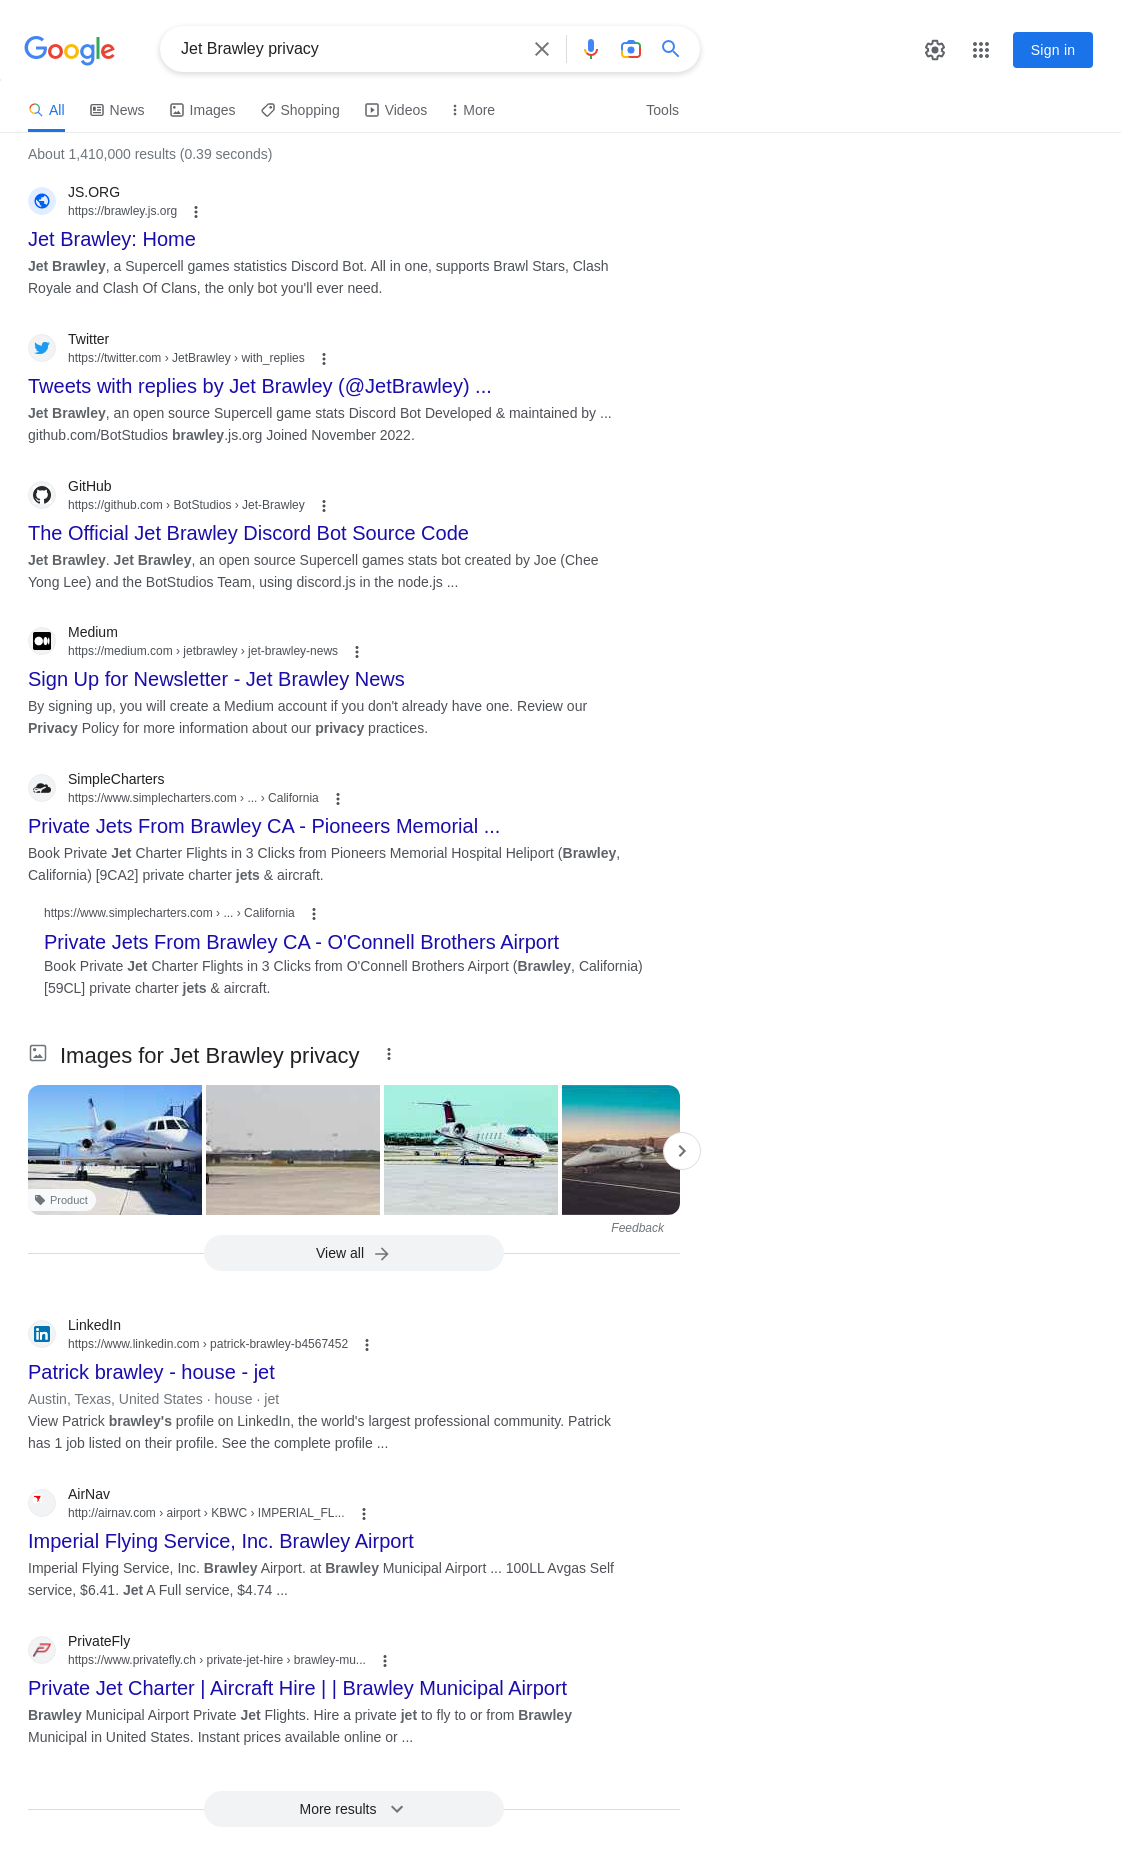 Google
Jet Brawley privacy
Sign in
All
News
Images
Shopping
Videos
More
Tools
About 1,410,000 results (0.39 seconds)
JS.ORG
https://brawley.js.org
Jet Brawley: Home
Jet Brawley, a Supercell games statistics Discord Bot. All in one, supports Brawl Stars, Clash
Royale and Clash Of Clans, the only bot you'll ever need.
Twitter
https://twitter.com › JetBrawley › with_replies
Tweets with replies by Jet Brawley (@JetBrawley) ...
Jet Brawley, an open source Supercell game stats Discord Bot Developed & maintained by ...
github.com/BotStudios brawley.js.org Joined November 2022.
GitHub
https://github.com › BotStudios › Jet-Brawley
The Official Jet Brawley Discord Bot Source Code
Jet Brawley. Jet Brawley, an open source Supercell games stats bot created by Joe (Chee
Yong Lee) and the BotStudios Team, using discord.js in the node.js ...
Medium
https://medium.com › jetbrawley › jet-brawley-news
Sign Up for Newsletter - Jet Brawley News
By signing up, you will create a Medium account if you don't already have one. Review our
Privacy Policy for more information about our privacy practices.
SimpleCharters
https://www.simplecharters.com › ... › California
Private Jets From Brawley CA - Pioneers Memorial ...
Book Private Jet Charter Flights in 3 Clicks from Pioneers Memorial Hospital Heliport (Brawley,
California) [9CA2] private charter jets & aircraft.
https://www.simplecharters.com › ... › California
Private Jets From Brawley CA - O'Connell Brothers Airport
Book Private Jet Charter Flights in 3 Clicks from O'Connell Brothers Airport (Brawley, California)
[59CL] private charter jets & aircraft.
Images for Jet Brawley privacy
Product
Feedback
View all
LinkedIn
https://www.linkedin.com › patrick-brawley-b4567452
Patrick brawley - house - jet
Austin, Texas, United States · house · jet
View Patrick brawley's profile on LinkedIn, the world's largest professional community. Patrick
has 1 job listed on their profile. See the complete profile ...
AirNav
http://airnav.com › airport › KBWC › IMPERIAL_FL...
Imperial Flying Service, Inc. Brawley Airport
Imperial Flying Service, Inc. Brawley Airport. at Brawley Municipal Airport ... 100LL Avgas Self
service, $6.41. Jet A Full service, $4.74 ...
PrivateFly
https://www.privatefly.ch › private-jet-hire › brawley-mu...
Private Jet Charter | Aircraft Hire | | Brawley Municipal Airport
Brawley Municipal Airport Private Jet Flights. Hire a private jet to fly to or from Brawley
Municipal in United States. Instant prices available online or ...
More results